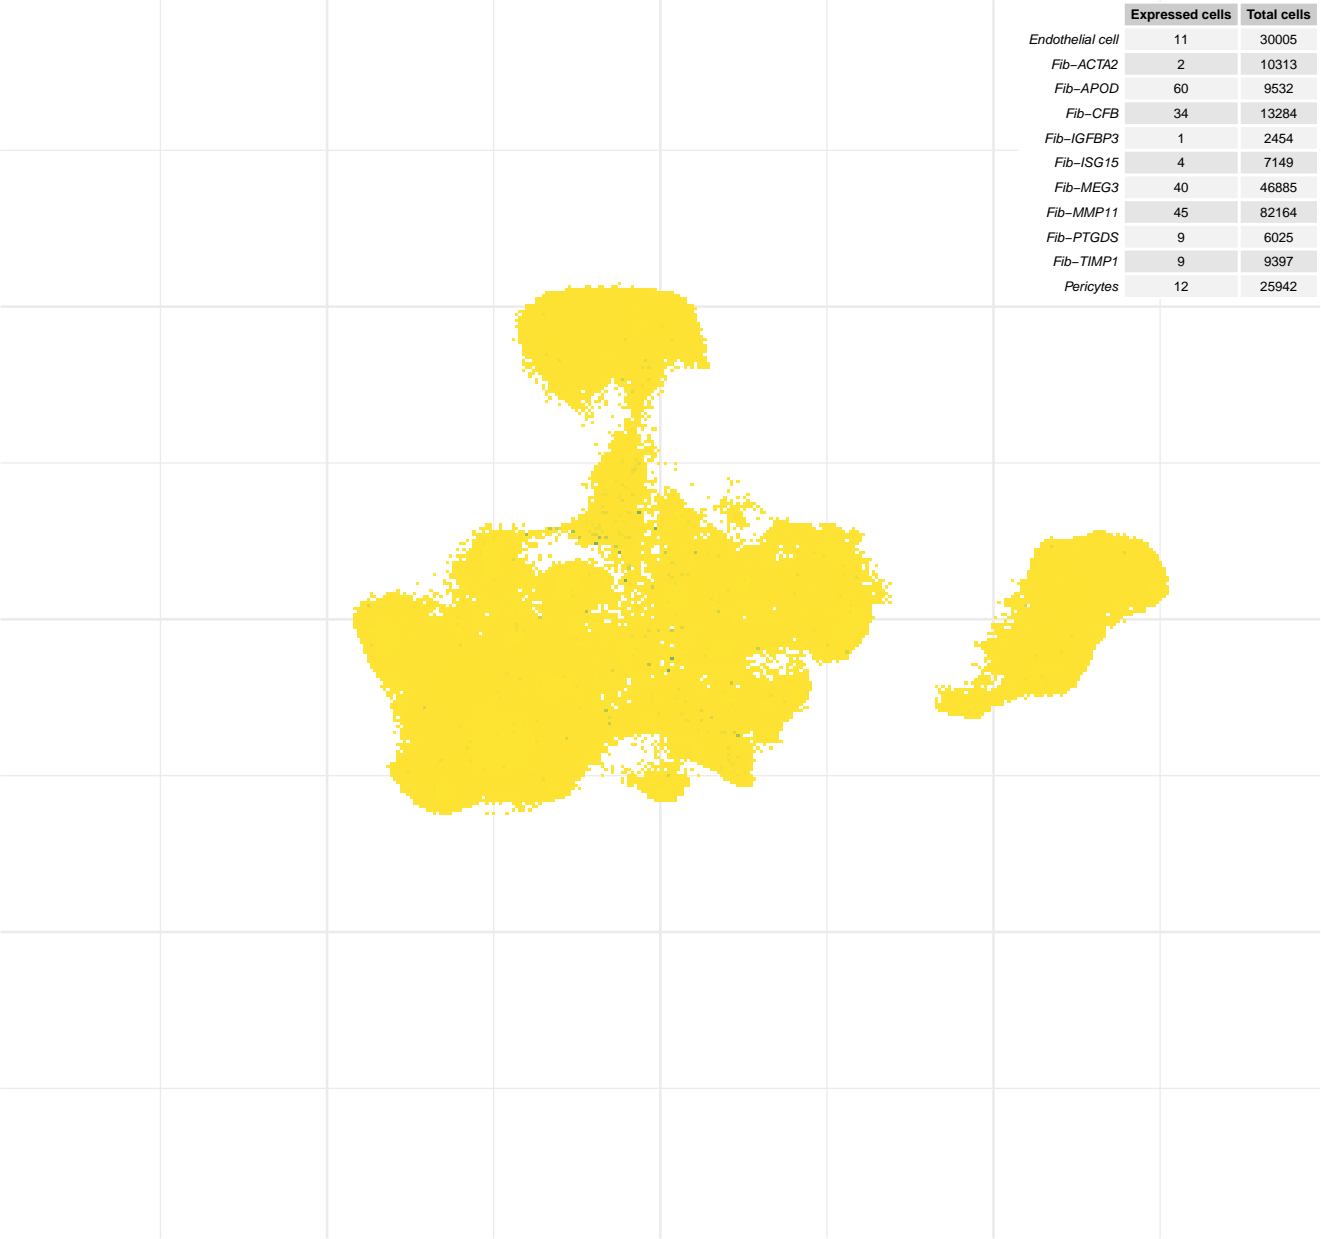 Expressed cells Total cells
Endothelial cell 11 30005
Fib−ACTA2 2 10313
Fib−APOD 60 9532
Fib−CFB 34 13284
Fib−IGFBP3 1 2454
Fib−ISG15 4 7149
Fib−MEG3 40 46885
Fib−MMP11 45 82164
Fib−PTGDS 9 6025
Fib−TIMP1 9 9397
Pericytes 12 25942